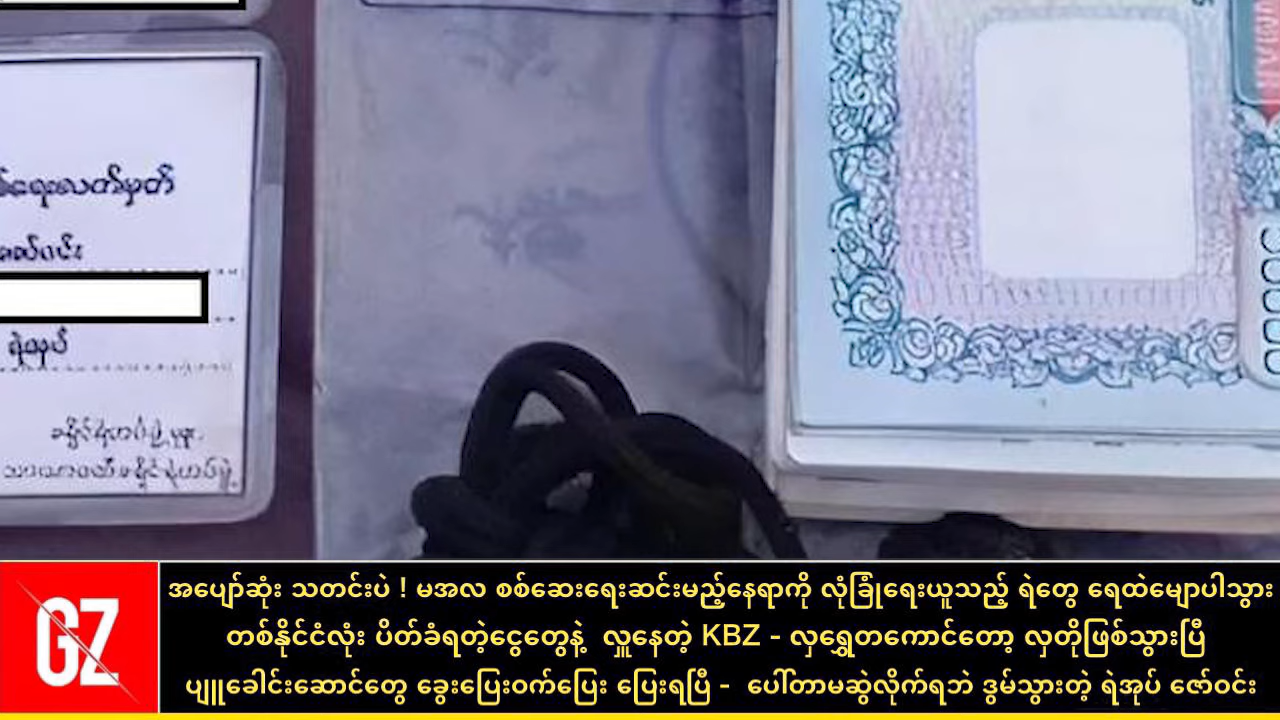 ရဲအုပ်
GZ
အပျော်ဆုံး သတင်းပဲ ! မအလ စစ်ဆေးရေးဆင်းမည့်နေရာကို လုံခြုံရေးယူသည့် ရဲတွေ ရေထဲမျောပါသွား
တစ်နိုင်ငံလုံး ပိတ်ခံရတဲ့ငွေတွေနဲ့ လှူနေတဲ့ KBZ - လှရွှေတကောင်တော့ လှတိုဖြစ်သွားပြီ
ပျူခေါင်းဆောင်တွေ ခွေးပြေးဝက်ပြေး ပြေးရပြီ - ပေါ်တာမဆွဲလိုက်ရဘဲ ဒွမ်သွားတဲ့ ရဲအုပ် ဇော်ဝင်း